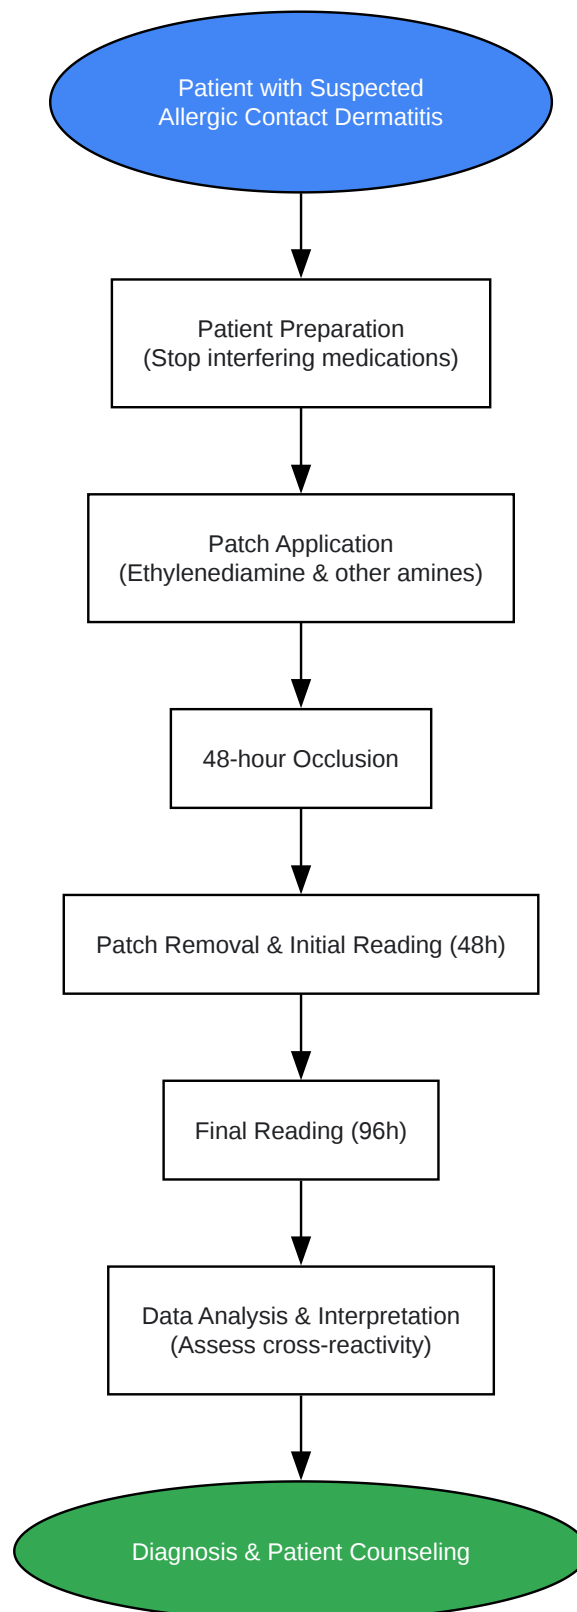 Patient with Suspected
Allergic Contact Dermatitis
Patient Preparation
(Stop interfering medications)
Patch Application
(Ethylenediamine & other amines)
48-hour Occlusion
Patch Removal & Initial Reading (48h)
Final Reading (96h)
Data Analysis & Interpretation
(Assess cross-reactivity)
Diagnosis & Patient Counseling